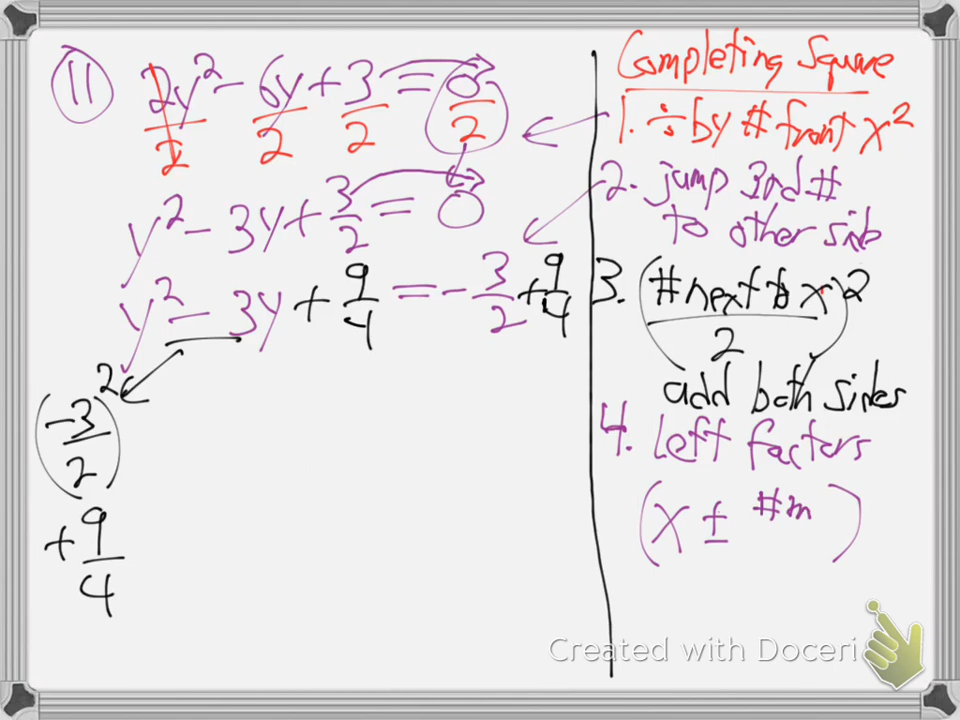 11 2y² - 6y + 3 = 0
2 2 2 2
y² - 3y + 3/2 = 0
y² - 3y + 9/4 = -3/2 + 9/4
(-3/2)²
+ 9/4
Completing Square
1. ÷ by # front x²
2. jump 3rd #
to other side
3. (# next to x / 2)²
add both sides
4. Left factors
(x ± #in )
Created with Doceri